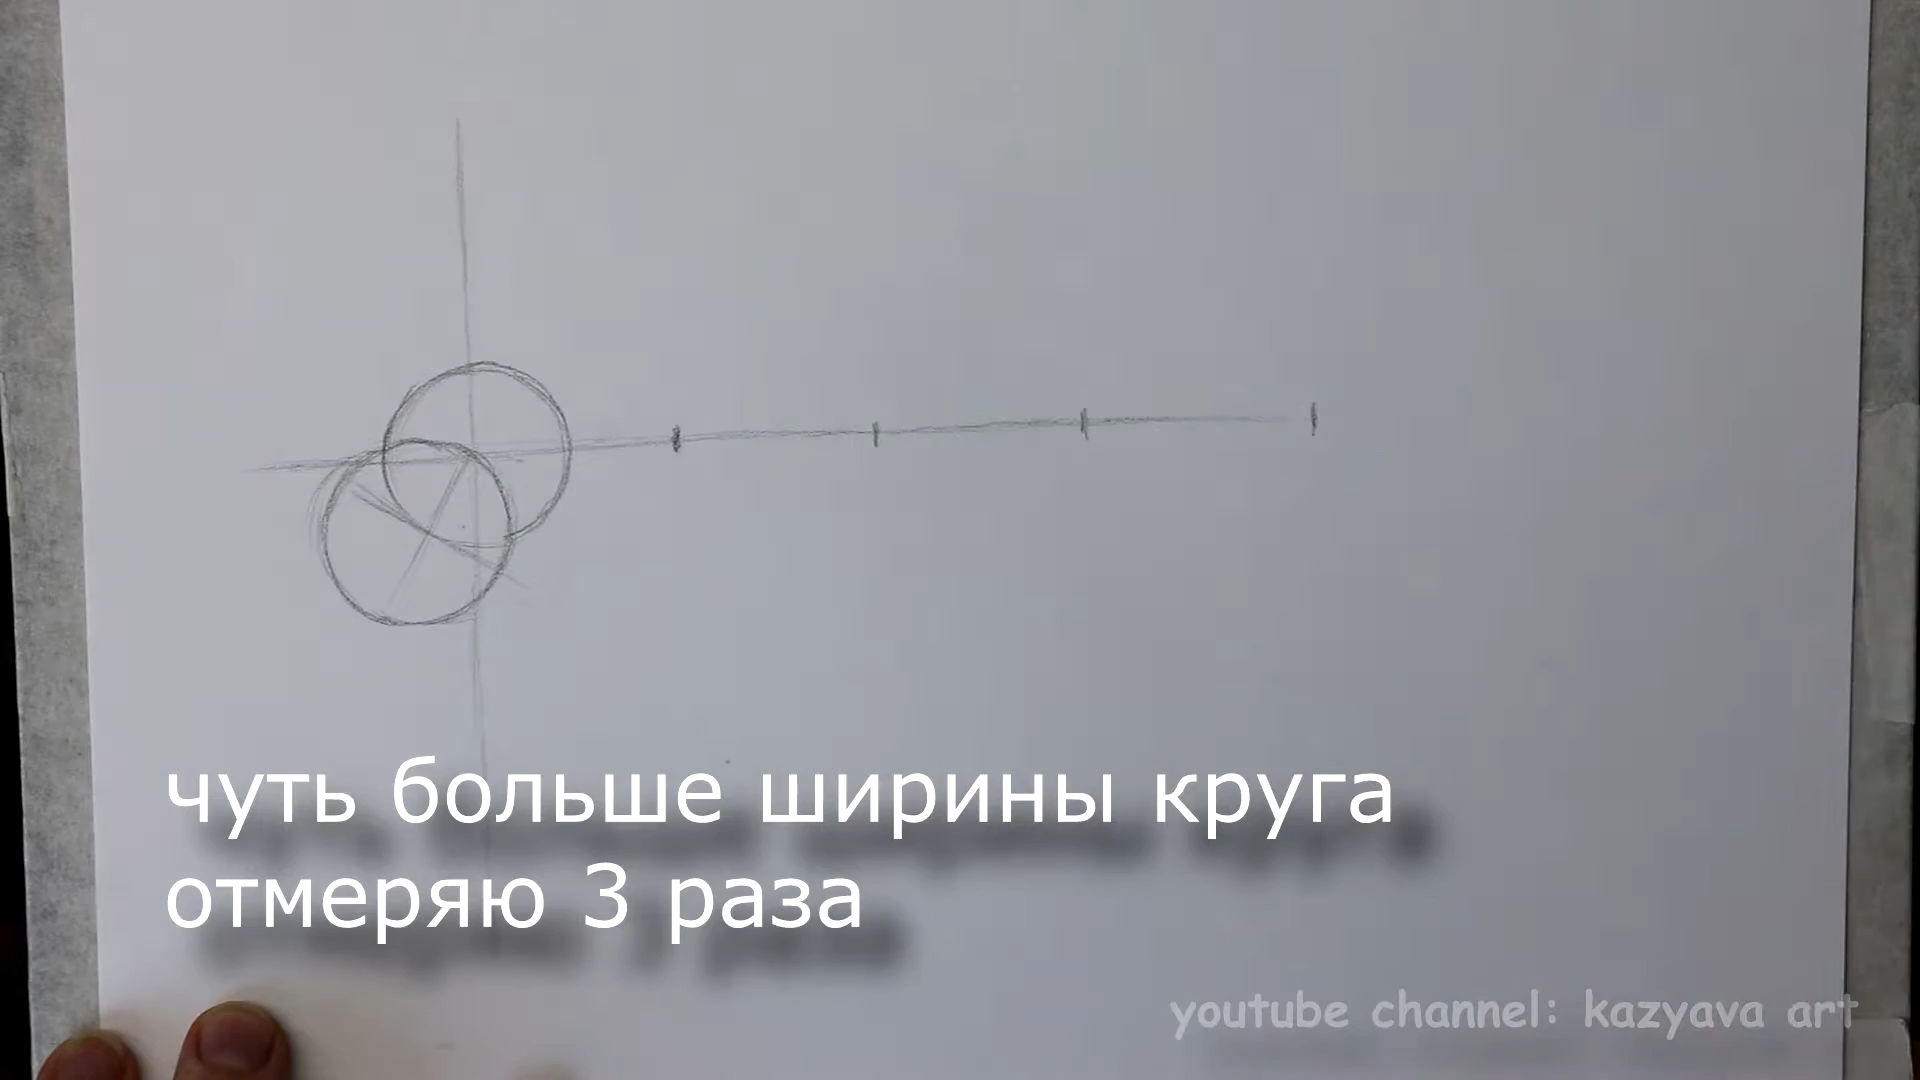 чуть больше ширины круга
отмеряю 3 раза
youtube channel: kazyava art